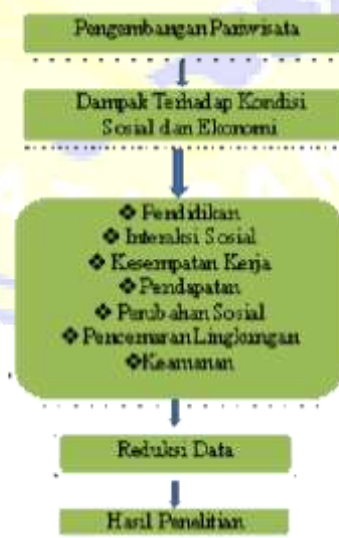 Pengembangan Pariwisata
Dampak Terhadap Kondisi
Sosial dan Ekonomi
❖ Pendidikan
❖ Interaksi Sosial
❖ Kesempatan Kerja
❖ Pendapatan
❖ Perubahan Sosial
❖ Pencemaran Lingkungan
❖ Keamanan
Reduksi Data
Hasil Penelitian